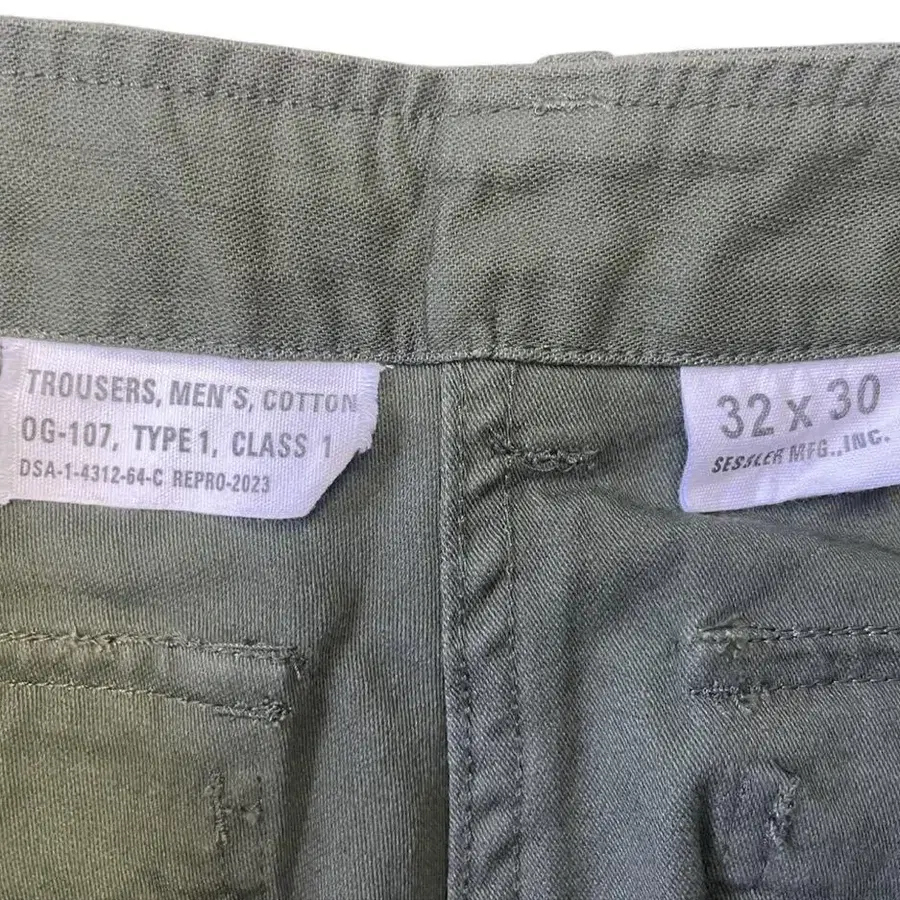 TROUSERS, MEN'S, COTTON
OG-107, TYPE 1, CLASS 1
DSA-1-4312-64-C REPRO-2023
32 x 30
SESSLER MFG., INC.